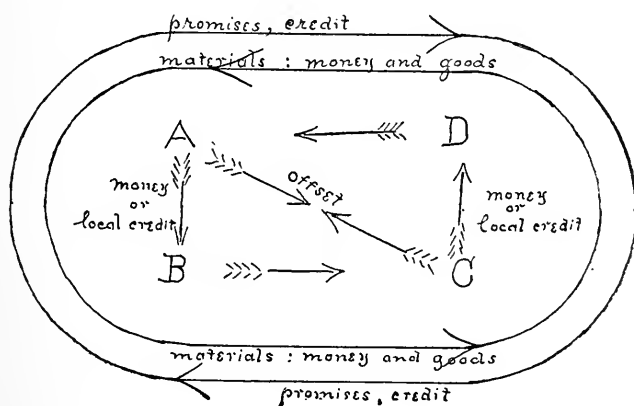 promises, credit
materials : money and goods
A
D
offset
money
or
local credit
money
or
local credit
B
C
materials : money and goods
promises, credit